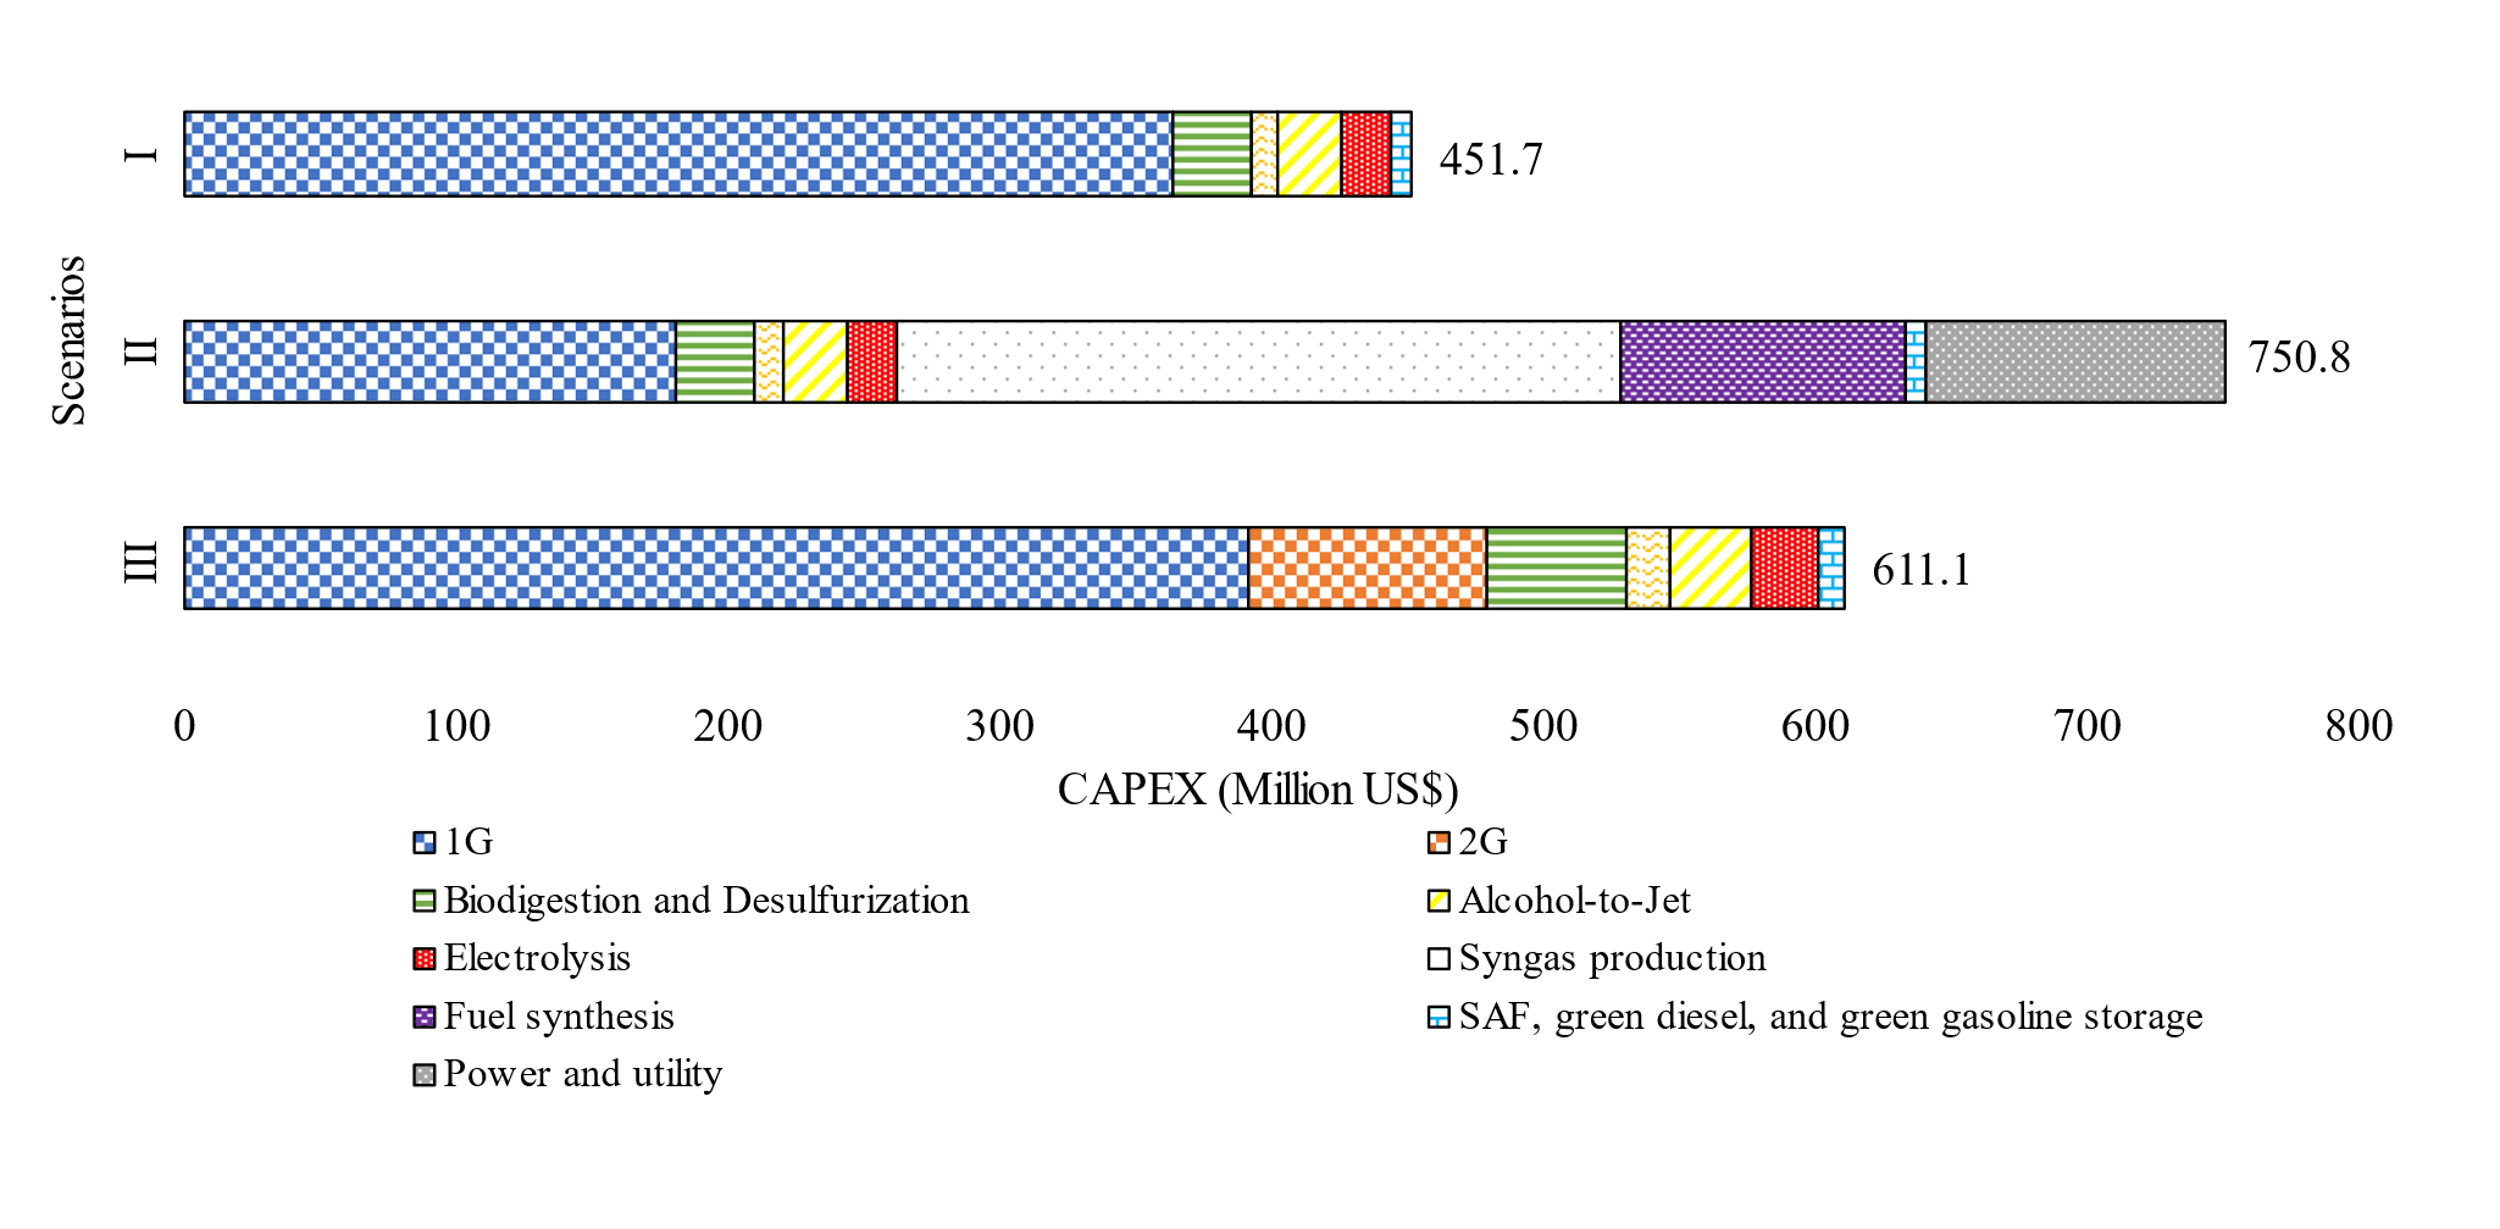 Scenarios
I
451.7
II
750.8
III
611.1
0 100 200 300 400 500 600 700 800
CAPEX (Million US$)
1G
2G
Biodigestion and Desulfurization
Alcohol-to-Jet
Electrolysis
Syngas production
Fuel synthesis
SAF, green diesel, and green gasoline storage
Power and utility